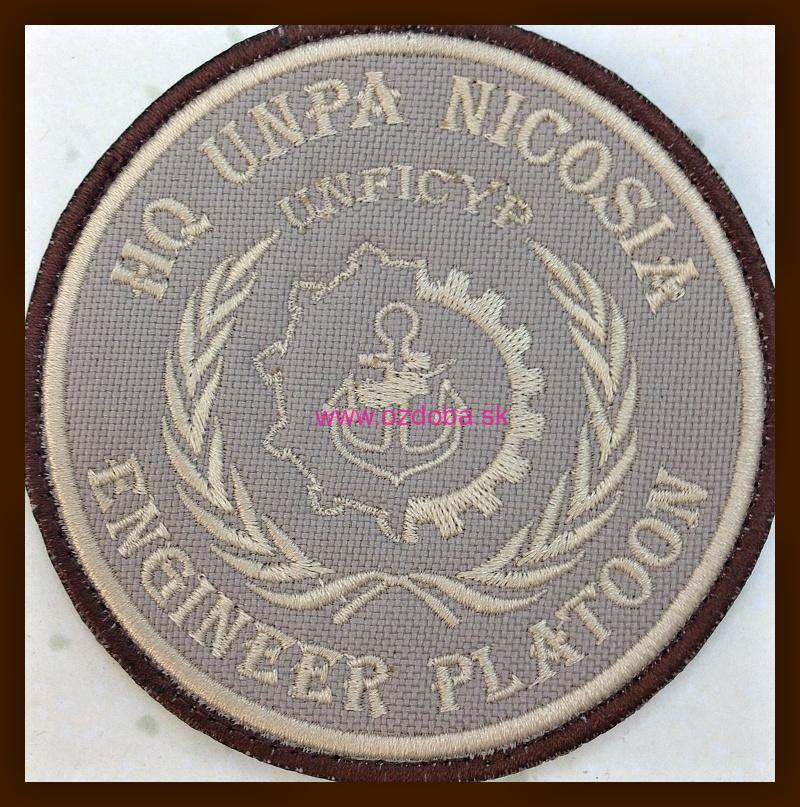 HQ UNPA NICOSIA
UNFICYP
www.ozdoba.sk
ENGINEER PLATOON